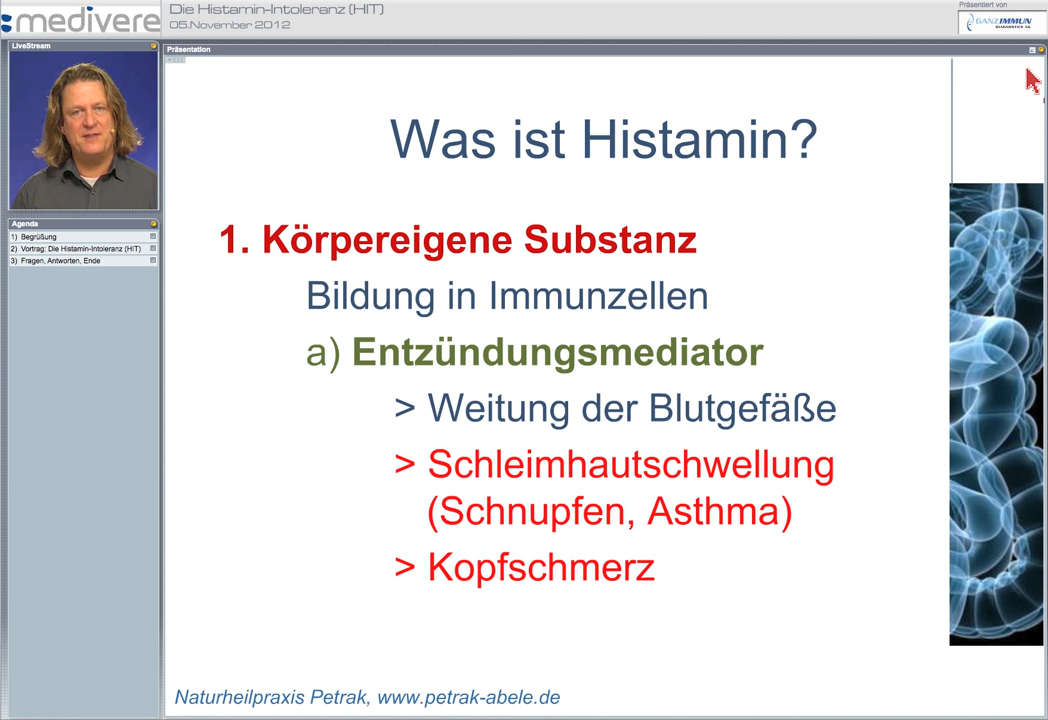 medivere
Die Histamin-Intoleranz (HIT)
05.November 2012
Präsentiert von
GANZIMMUN
DIAGNOSTICS AG
LiveStream
Präsentation
Agenda
1) Begrüßung
2) Vortrag: Die Histamin-Intoleranz (HIT)
3) Fragen, Antworten, Ende
Was ist Histamin?
1. Körpereigene Substanz
Bildung in Immunzellen
a) Entzündungsmediator
> Weitung der Blutgefäße
> Schleimhautschwellung
(Schnupfen, Asthma)
> Kopfschmerz
Naturheilpraxis Petrak, www.petrak-abele.de